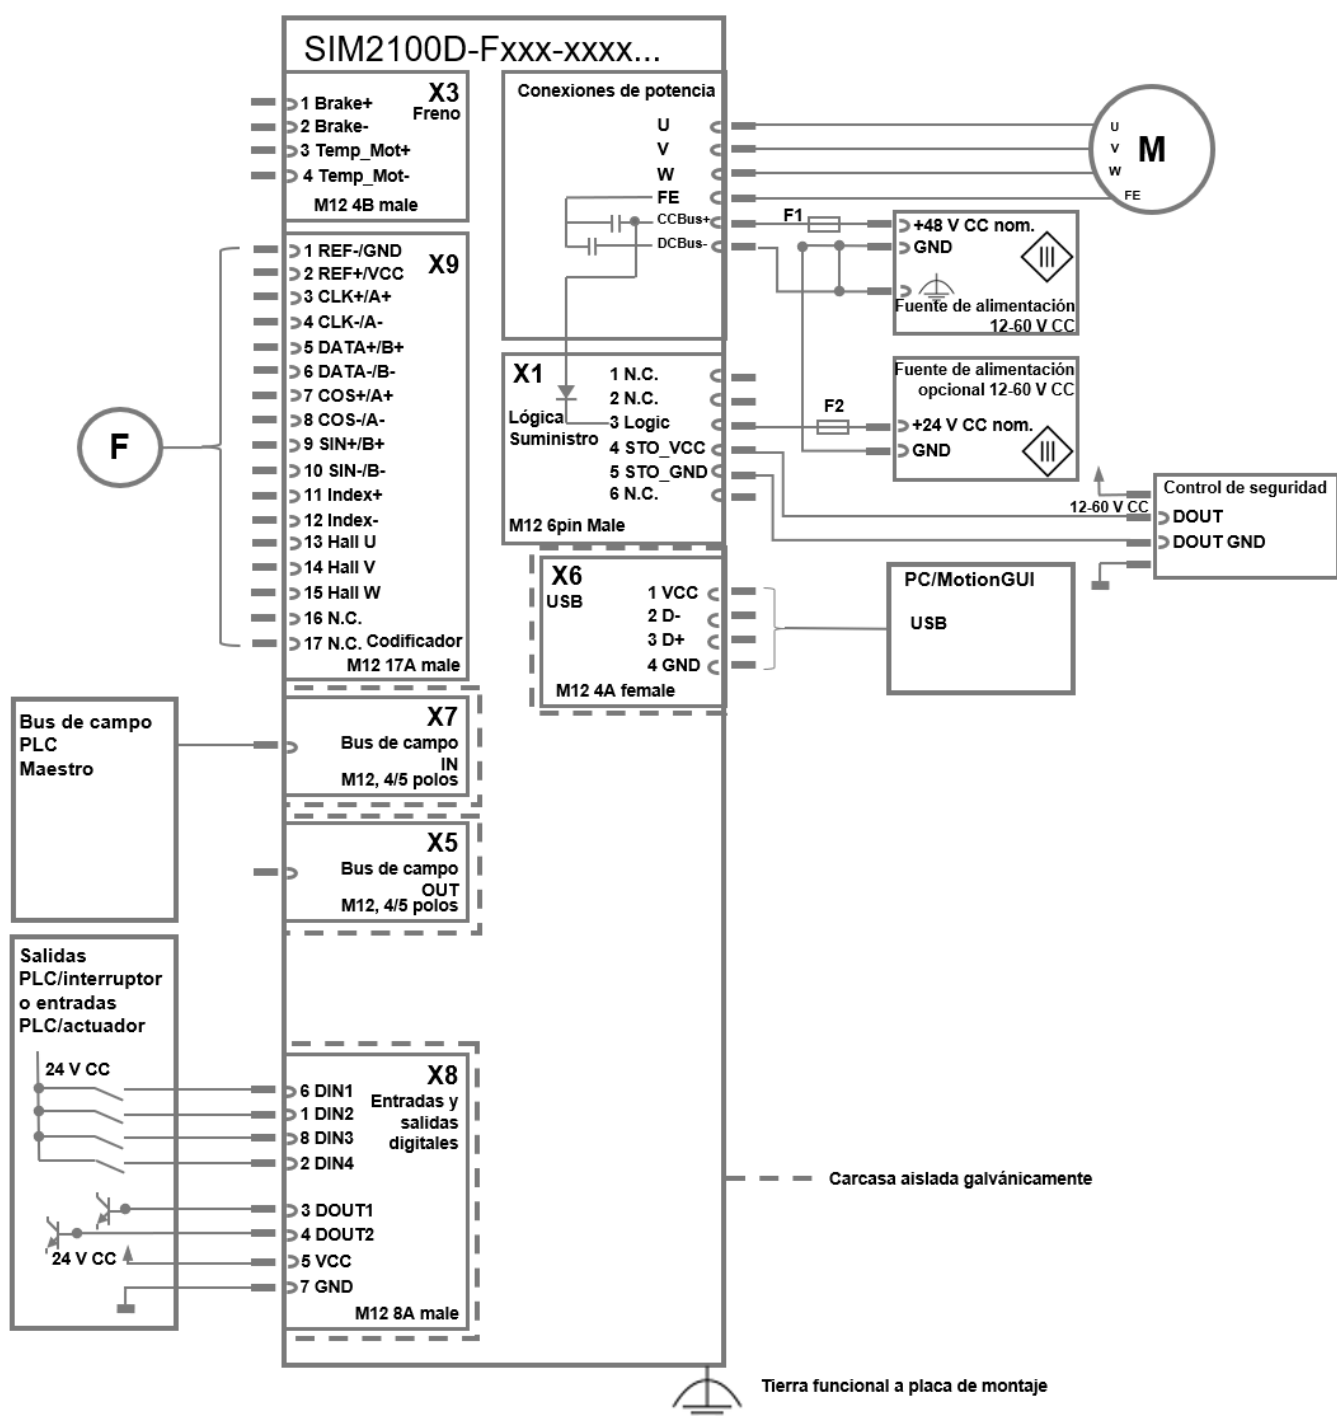 SIM2100D-Fxxx-xxxx...
X3
Freno
1 Brake+
2 Brake-
3 Temp_Mot+
4 Temp_Mot-
M12 4B male
X9
1 REF-/GND
2 REF+/VCC
3 CLK+/A+
4 CLK-/A-
5 DATA+/B+
6 DATA-/B-
7 COS+/A+
8 COS-/A-
9 SIN+/B+
10 SIN-/B-
11 Index+
12 Index-
13 Hall U
14 Hall V
15 Hall W
16 N.C.
17 N.C.
Codificador
M12 17A male
F
Bus de campo
PLC
Maestro
X7
Bus de campo
IN
M12, 4/5 polos
X5
Bus de campo
OUT
M12, 4/5 polos
Salidas
PLC/interruptor
o entradas
PLC/actuador
24 V CC
24 V CC
X8
Entradas y
salidas
digitales
6 DIN1
1 DIN2
8 DIN3
2 DIN4
3 DOUT1
4 DOUT2
5 VCC
7 GND
M12 8A male
Conexiones de potencia
U
V
W
FE
CCBus+
DCBus-
U
V
W
FE
M
F1
+48 V CC nom.
GND
Fuente de alimentación
12-60 V CC
X1
Lógica
Suministro
1 N.C.
2 N.C.
3 Logic
4 STO_VCC
5 STO_GND
6 N.C.
M12 6pin Male
F2
Fuente de alimentación
opcional 12-60 V CC
+24 V CC nom.
GND
12-60 V CC
Control de seguridad
DOUT
DOUT GND
X6
USB
1 VCC
2 D-
3 D+
4 GND
M12 4A female
PC/MotionGUI
USB
Carcasa aislada galvánicamente
Tierra funcional a placa de montaje